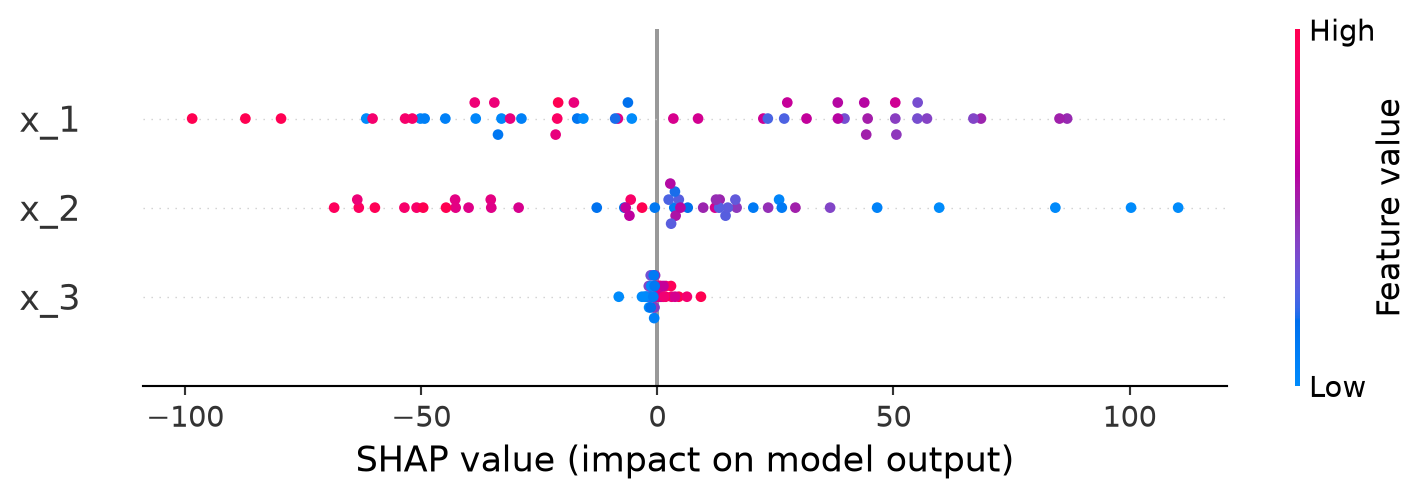 High
x_1
x_2
x_3
Feature value
Low
−100
−50
0
50
100
SHAP value (impact on model output)